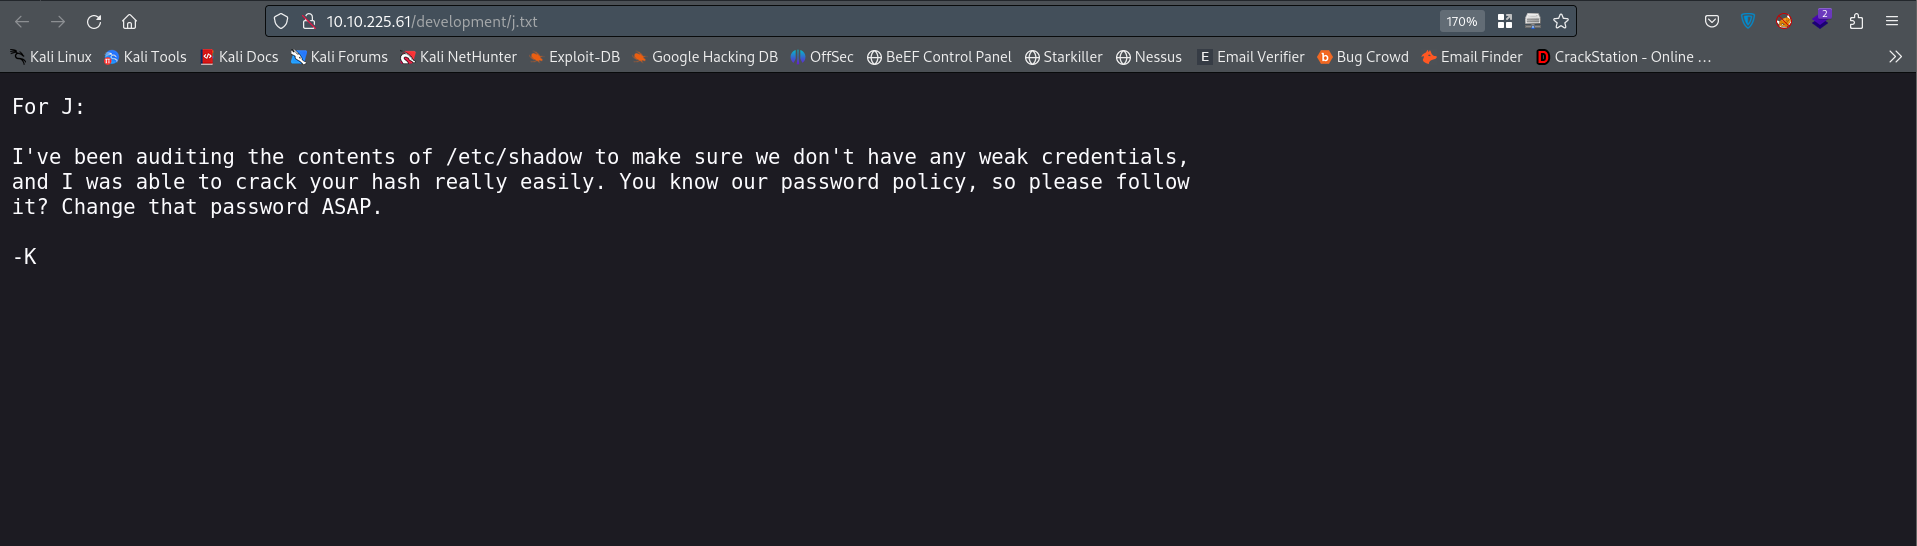 10.10.225.61/development/j.txt
170%
2
Kali Linux
Kali Tools
Kali Docs
Kali Forums
Kali NetHunter
Exploit-DB
Google Hacking DB
OffSec
BeEF Control Panel
Starkiller
Nessus
E Email Verifier
Bug Crowd
Email Finder
CrackStation - Online ...
For J:
I've been auditing the contents of /etc/shadow to make sure we don't have any weak credentials,
and I was able to crack your hash really easily. You know our password policy, so please follow
it? Change that password ASAP.
-K